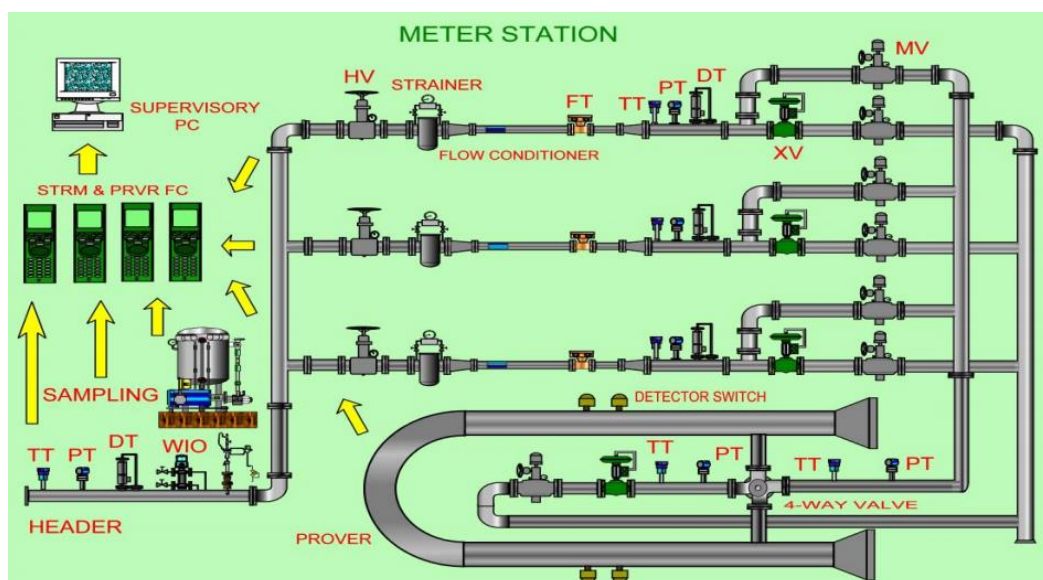 METER STATION
HV
STRAINER
FT
TT
PT
DT
MV
SUPERVISORY
PC
FLOW CONDITIONER
XV
STRM & PRVR FC
SAMPLING
DETECTOR SWITCH
TT
PT
DT
WIO
TT
PT
TT
PT
HEADER
PROVER
4-WAY VALVE